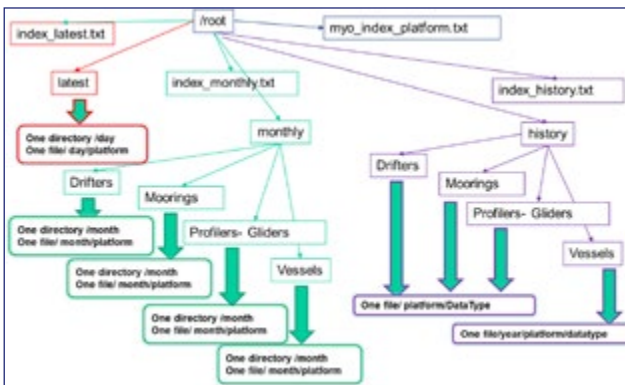 /root
index_latest.txt
myo_index_platform.txt
latest
index_monthly.txt
index_history.txt
One directory /day
One file/ day/platform
monthly
history
Drifters
Moorings
Profilers- Gliders
Vessels
One directory /month
One file/ month/platform
One directory /month
One file/ month/platform
One directory /month
One file/ month/platform
One directory /month
One file/ month/platform
Drifters
Moorings
Profilers- Gliders
Vessels
One file/ platform/DataType
One file/year/platform/datatype